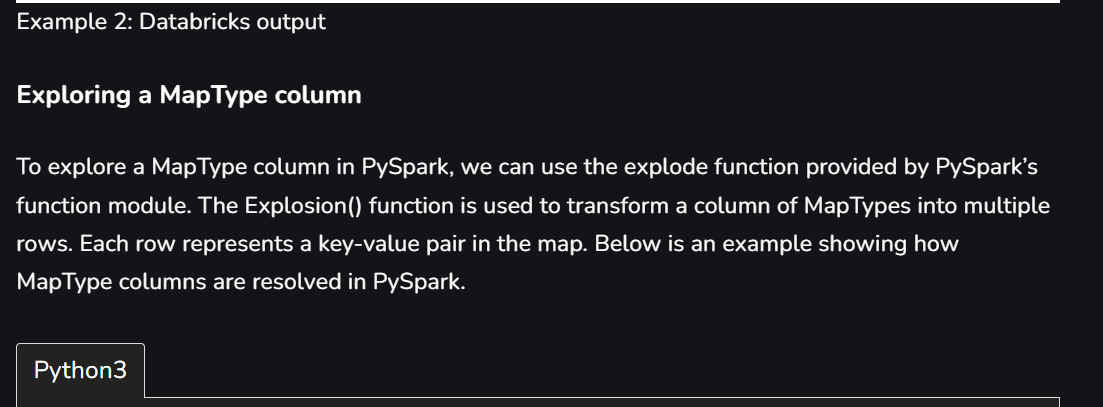 Example 2: Databricks output
Exploring a MapType column
To explore a MapType column in PySpark, we can use the explode function provided by PySpark’s
function module. The Explosion() function is used to transform a column of MapTypes into multiple
rows. Each row represents a key-value pair in the map. Below is an example showing how
MapType columns are resolved in PySpark.
Python3